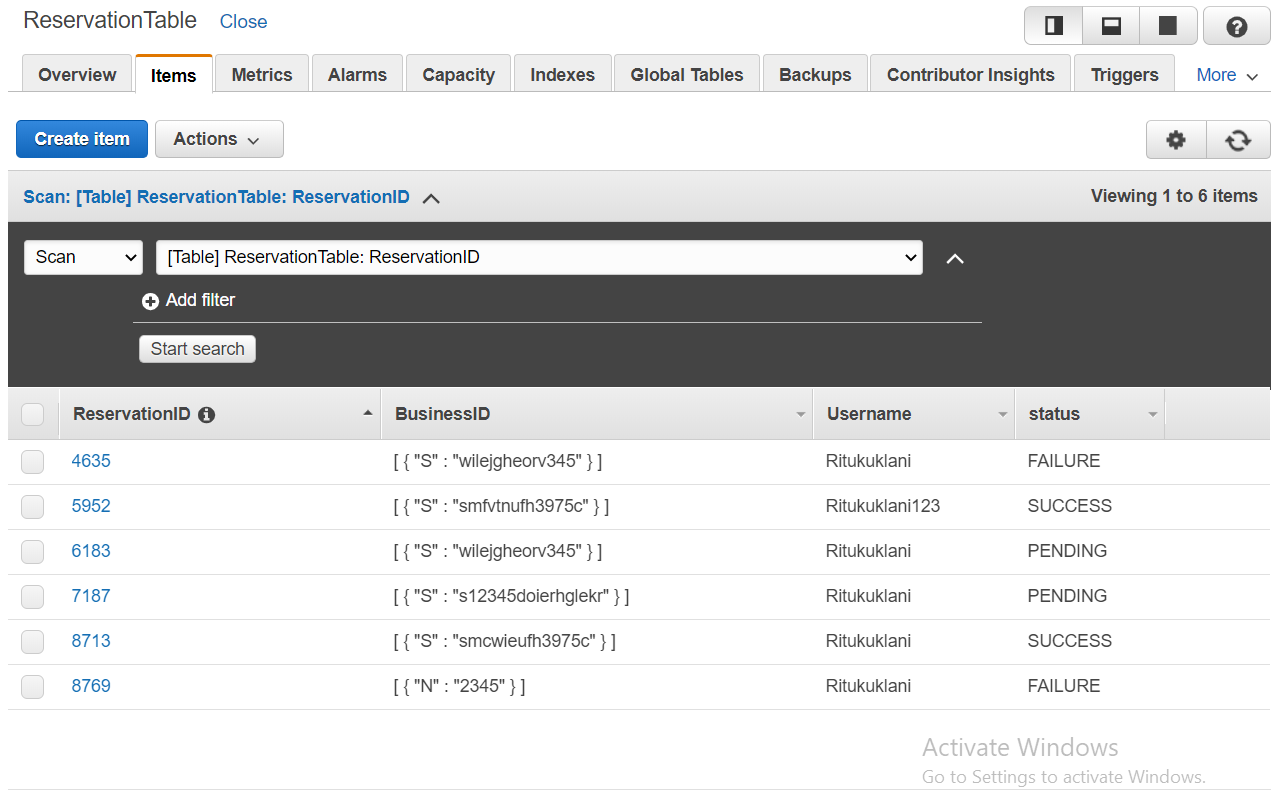 ReservationTable Close
Overview Items Metrics Alarms Capacity Indexes Global Tables Backups Contributor Insights Triggers More
Create item Actions
Scan: [Table] ReservationTable: ReservationID Viewing 1 to 6 items
Scan [Table] ReservationTable: ReservationID
Add filter
Start search
ReservationID BusinessID Username status
4635 [ { "S" : "wilejgheorv345" } ] Ritukuklani FAILURE
5952 [ { "S" : "smfvtnufh3975c" } ] Ritukuklani123 SUCCESS
6183 [ { "S" : "wilejgheorv345" } ] Ritukuklani PENDING
7187 [ { "S" : "s12345doierhglekr" } ] Ritukuklani PENDING
8713 [ { "S" : "smcwieufh3975c" } ] Ritukuklani SUCCESS
8769 [ { "N" : "2345" } ] Ritukuklani FAILURE
Activate Windows
Go to Settings to activate Windows.